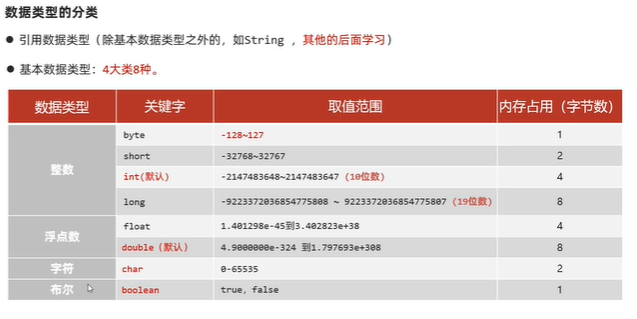 数据类型的分类
● 引用数据类型（除基本数据类型之外的，如String ，其他的后面学习）
● 基本数据类型：4大类8种。
数据类型 关键字 取值范围 内存占用（字节数）
整数 byte -128~127 1
short -32768~32767 2
int(默认) -2147483648~2147483647 (10位数) 4
long -9223372036854775808 ~ 9223372036854775807 (19位数) 8
浮点数 float 1.401298e-45到3.402823e+38 4
double (默认) 4.9000000e-324 到1.797693e+308 8
字符 char 0-65535 2
布尔 boolean true, false 1